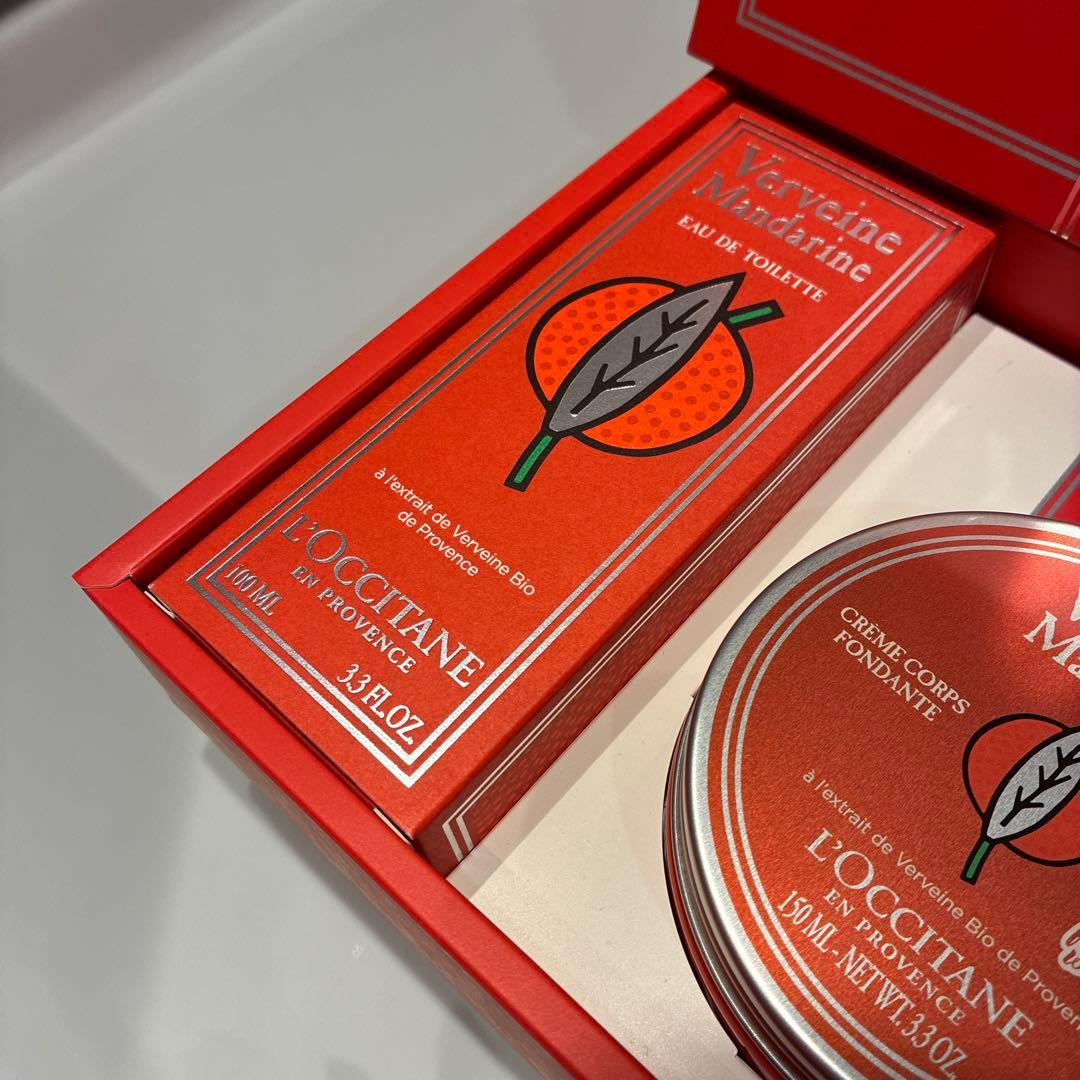 Verveine
Mandarine
EAU DE TOILETTE
à l'extrait de Verveine Bio
de Provence
L'OCCITANE
EN PROVENCE
100 ML
3.3 FL.OZ.
CRÈME CORPS
FONDANTE
à l'extrait de Verveine Bio de
L'OCCITANE
EN PROVENCE
150 ML - NET WT. 3.3 OZ.